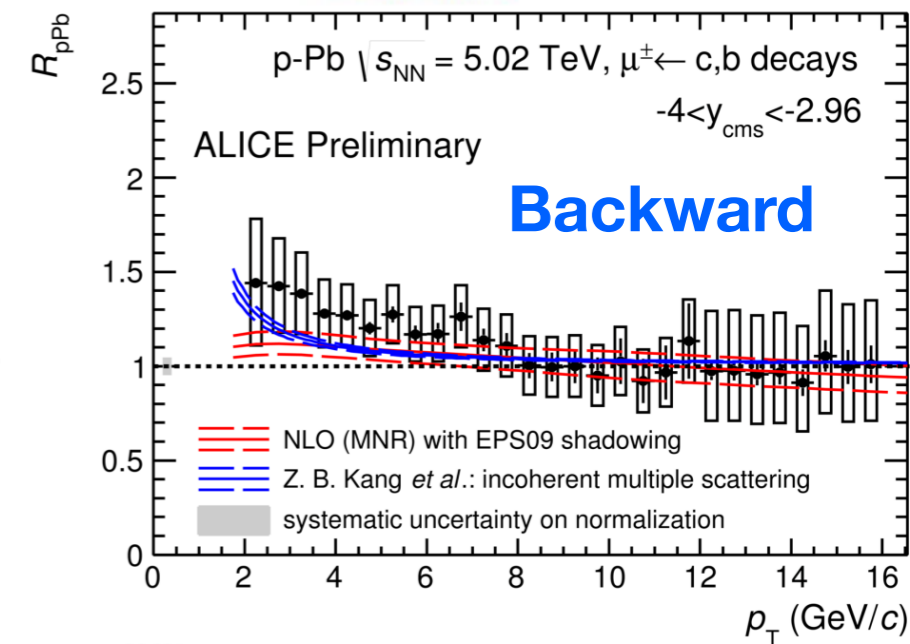 R_pPb
p-Pb √s_NN = 5.02 TeV, μ± ← c,b decays
-4<y_cms<-2.96
ALICE Preliminary
Backward
2.5
2
1.5
1
0.5
0
NLO (MNR) with EPS09 shadowing
Z. B. Kang et al.: incoherent multiple scattering
systematic uncertainty on normalization
0 2 4 6 8 10 12 14 16
p_T (GeV/c)